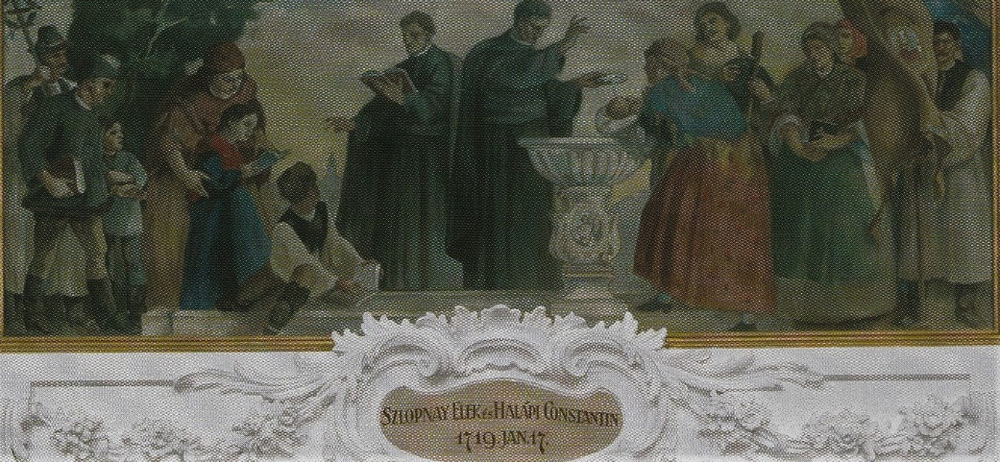 SZLOPNAY ELEK és HALÁPI CONSTANTIN
1719 JAN. 17.